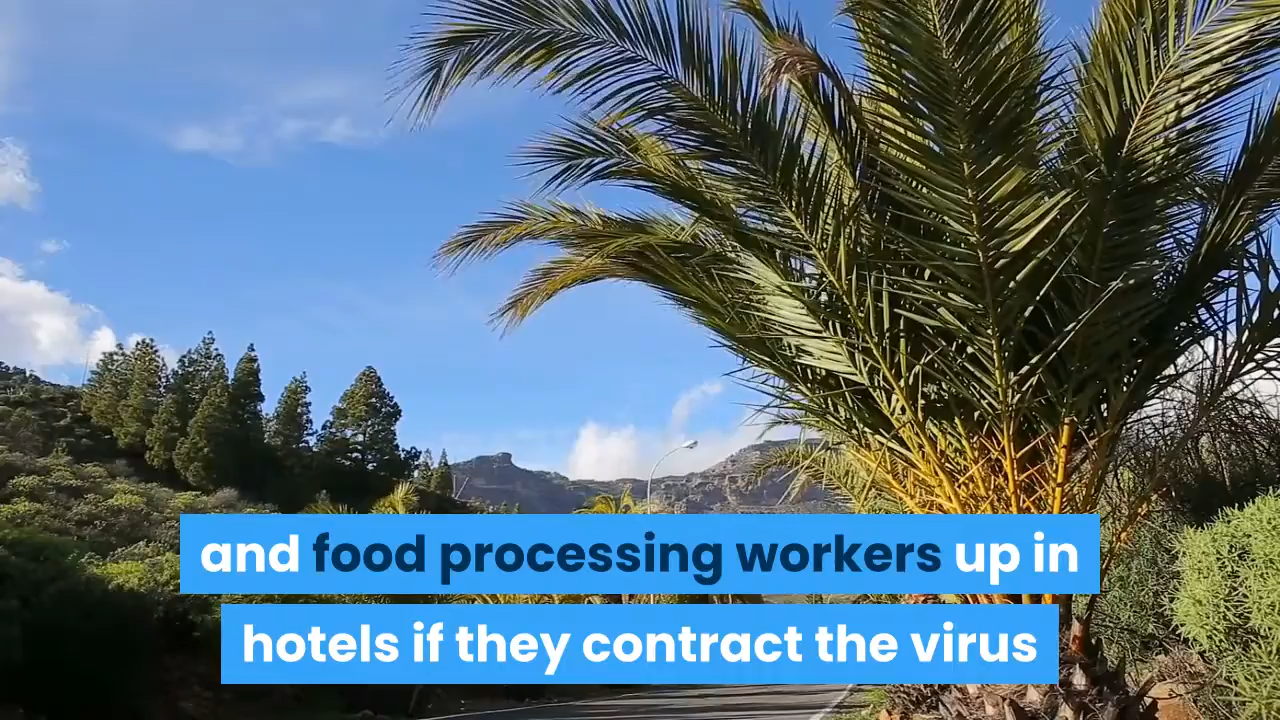 and food processing workers up in
hotels if they contract the virus